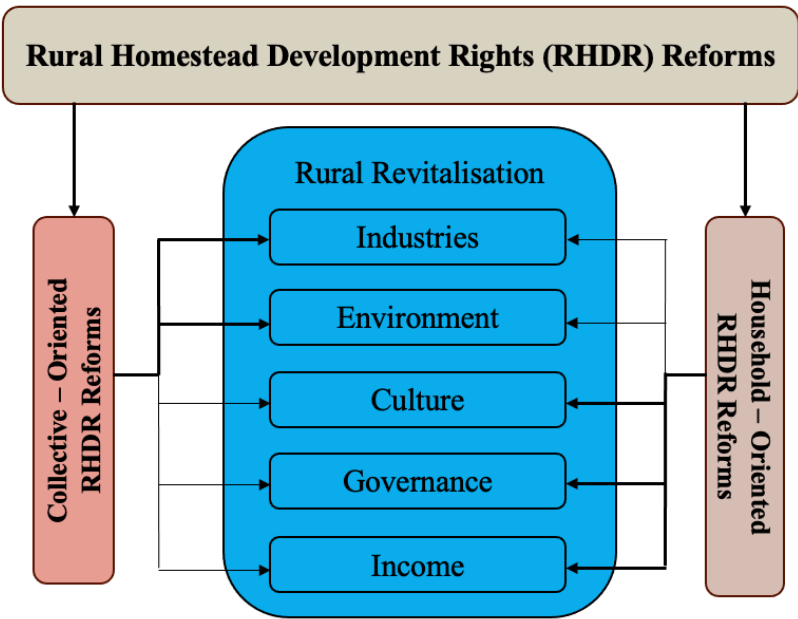 Rural Homestead Development Rights (RHDR) Reforms
Rural Revitalisation
Industries
Environment
Culture
Governance
Income
Collective – Oriented
RHDR Reforms
Household – Oriented
RHDR Reforms